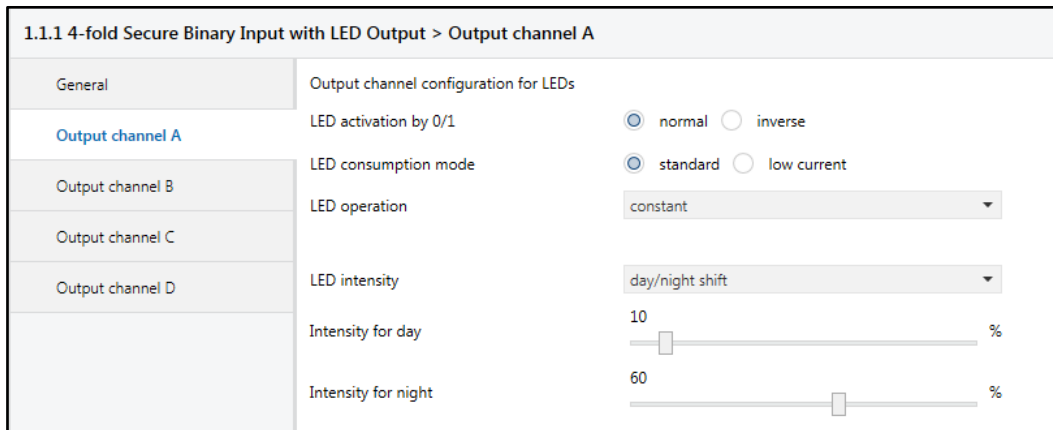 1.1.1 4-fold Secure Binary Input with LED Output > Output channel A
General
Output channel A
Output channel B
Output channel C
Output channel D
Output channel configuration for LEDs
LED activation by 0/1 normal inverse
LED consumption mode standard low current
LED operation constant
LED intensity day/night shift
Intensity for day 10 %
Intensity for night 60 %